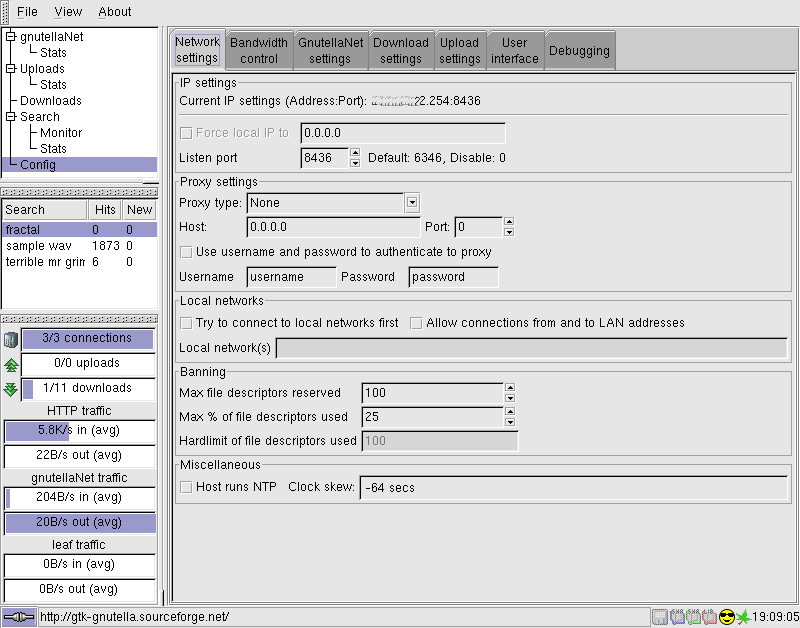 File View About
gnutellaNet
Stats
Uploads
Stats
Downloads
Search
Monitor
Stats
Config
Search Hits New
fractal 0 0
sample wav 1873 0
terrible mr grim 6 0
3/3 connections
0/0 uploads
1/11 downloads
HTTP traffic
5.8K/s in (avg)
22B/s out (avg)
gnutellaNet traffic
204B/s in (avg)
20B/s out (avg)
leaf traffic
0B/s in (avg)
0B/s out (avg)
Network settings
Bandwidth control
GnutellaNet settings
Download settings
Upload settings
User interface
Debugging
IP settings
Current IP settings (Address:Port): 22.254:8436
Force local IP to 0.0.0.0
Listen port 8436 Default: 6346, Disable: 0
Proxy settings
Proxy type: None
Host: 0.0.0.0 Port: 0
Use username and password to authenticate to proxy
Username username Password password
Local networks
Try to connect to local networks first Allow connections from and to LAN addresses
Local network(s)
Banning
Max file descriptors reserved 100
Max % of file descriptors used 25
Hardlimit of file descriptors used 100
Miscellaneous
Host runs NTP Clock skew: -64 secs
http://gtk-gnutella.sourceforge.net/ 19:09:05